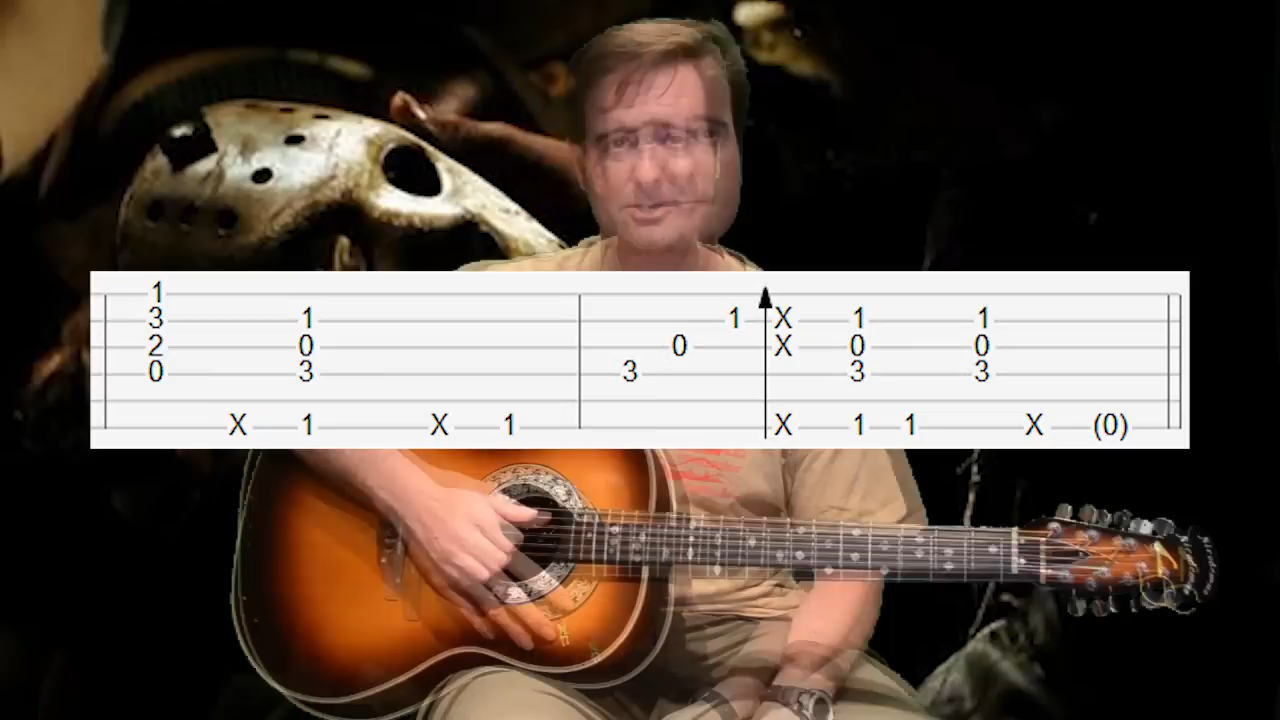 1
3 1 1 X 1 1
2 0 0 X 0 0
0 3 3 3 3
X 1 X 1 X 1 1 X (0)